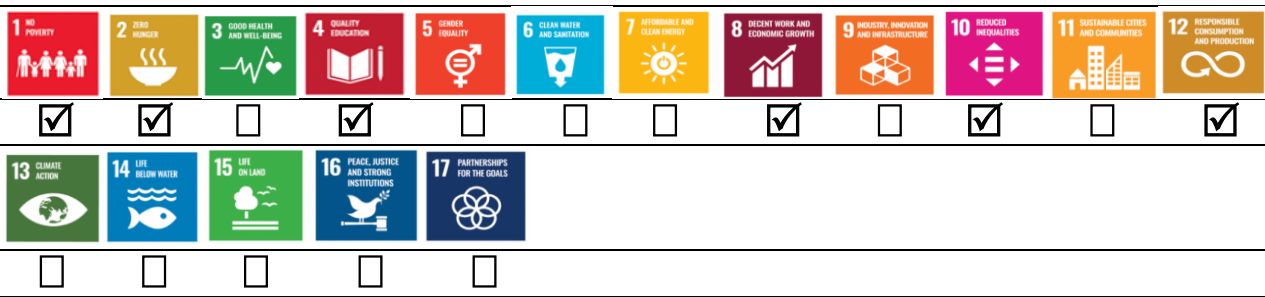 1 NO
POVERTY
2 ZERO
HUNGER
3 GOOD HEALTH
AND WELL-BEING
4 QUALITY
EDUCATION
5 GENDER
EQUALITY
6 CLEAN WATER
AND SANITATION
7 AFFORDABLE AND
CLEAN ENERGY
8 DECENT WORK AND
ECONOMIC GROWTH
9 INDUSTRY, INNOVATION
AND INFRASTRUCTURE
10 REDUCED
INEQUALITIES
11 SUSTAINABLE CITIES
AND COMMUNITIES
12 RESPONSIBLE
CONSUMPTION
AND PRODUCTION
☑ ☑ ☐ ☑ ☐ ☐ ☐ ☑ ☐ ☑ ☐ ☑
13 CLIMATE
ACTION
14 LIFE
BELOW WATER
15 LIFE
ON LAND
16 PEACE, JUSTICE
AND STRONG
INSTITUTIONS
17 PARTNERSHIPS
FOR THE GOALS
☐ ☐ ☐ ☐ ☐